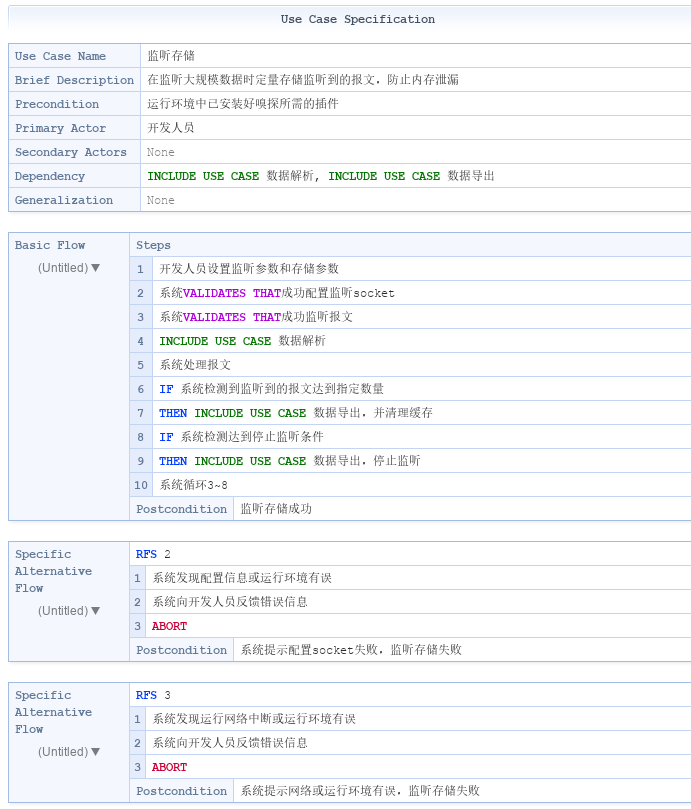 Use Case Specification
Use Case Name 监听存储
Brief Description 在监听大规模数据时定量存储监听到的报文．防止内存泄漏
Precondition 运行环境中已安装好嗅探所需的插件
Primary Actor 开发人员
Secondary Actors None
Dependency INCLUDE USE CASE 数据解析, INCLUDE USE CASE 数据导出
Generalization None
Basic Flow Steps
(Untitled) ▼
1 开发人员设置监听参数和存储参数
2 系统VALIDATES THAT成功配置监听socket
3 系统VALIDATES THAT成功监听报文
4 INCLUDE USE CASE 数据解析
5 系统处理报文
6 IF 系统检测到监听到的报文达到指定数量
7 THEN INCLUDE USE CASE 数据导出．并清理缓存
8 IF 系统检测达到停止监听条件
9 THEN INCLUDE USE CASE 数据导出．停止监听
10 系统循环3~8
Postcondition 监听存储成功
Specific Alternative Flow
(Untitled) ▼
RFS 2
1 系统发现配置信息或运行环境有误
2 系统向开发人员反馈错误信息
3 ABORT
Postcondition 系统提示配置socket失败．监听存储失败
Specific Alternative Flow
(Untitled) ▼
RFS 3
1 系统发现运行网络中断或运行环境有误
2 系统向开发人员反馈错误信息
3 ABORT
Postcondition 系统提示网络或运行环境有误．监听存储失败